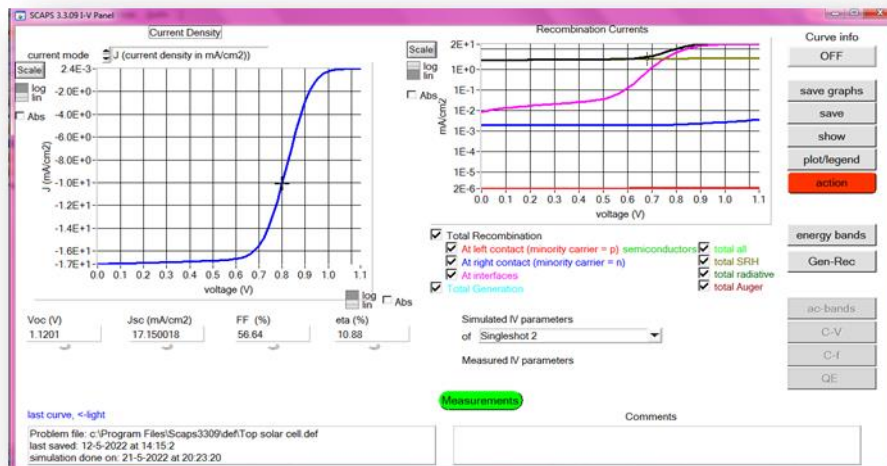 SCAPS 3.3.09 I-V Panel
Current Density
current mode J (current density in mA/cm2))
Scale
log
lin
Abs
J (mA/cm2)
2.4E-3
-2.0E+0
-4.0E+0
-6.0E+0
-8.0E+0
-1.0E+1
-1.2E+1
-1.4E+1
-1.6E+1
-1.7E+1
0.0 0.1 0.2 0.3 0.4 0.5 0.6 0.7 0.8 0.9 1.0 1.1
voltage (V)
log
lin
Abs
Recombination Currents
Scale
log
lin
Abs
mA/cm2
2E+1
1E+0
1E-1
1E-2
1E-3
1E-4
1E-5
2E-6
0.0 0.1 0.2 0.3 0.4 0.5 0.6 0.7 0.8 0.9 1.0 1.1
voltage (V)
Total Recombination
At left contact (minority carrier = p) semiconductors total all
At right contact (minority carrier = n) total SRH
At interfaces total radiative
Total Generation total Auger
Voc (V) Jsc (mA/cm2) FF (%) eta (%)
1.1201 17.150018 56.64 10.88
Simulated IV parameters
of Singleshot 2
Measured IV parameters
Measurements
last curve, <-light
Problem file: c:\Program Files\Scaps3309\def\Top solar cell.def
last saved: 12-5-2022 at 14:15:2
simulation done on: 21-5-2022 at 20:23:20
Comments
Curve info
OFF
save graphs
save
show
plot/legend
action
energy bands
Gen-Rec
ac-bands
C-V
C-f
QE